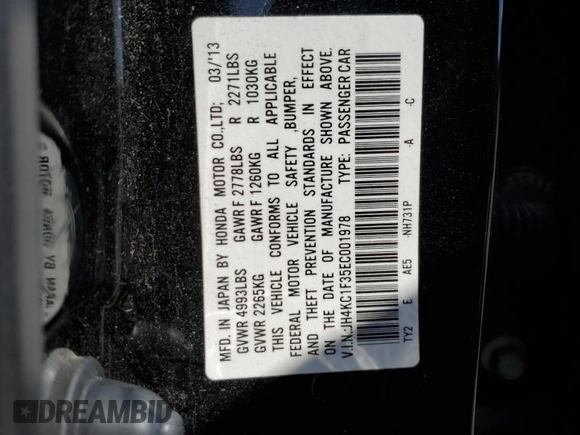 MFD. IN JAPAN BY HONDA MOTOR CO.,LTD; 03/'13
GVWR 4993LBS GAWR F 2778LBS R 2271LBS
GVWR 2265KG GAWR F 1260KG R 1030KG
THIS VEHICLE CONFORMS TO ALL APPLICABLE
FEDERAL MOTOR VEHICLE SAFETY ,BUMPER,
AND THEFT PREVENTION STANDARDS IN EFFECT
ON THE DATE OF MANUFACTURE SHOWN ABOVE.
V.I.N.:JH4KC1F35EC001978 TYPE: PASSENGER CAR
TY2 E AE5 -NH731P -A -C
DREAMBID